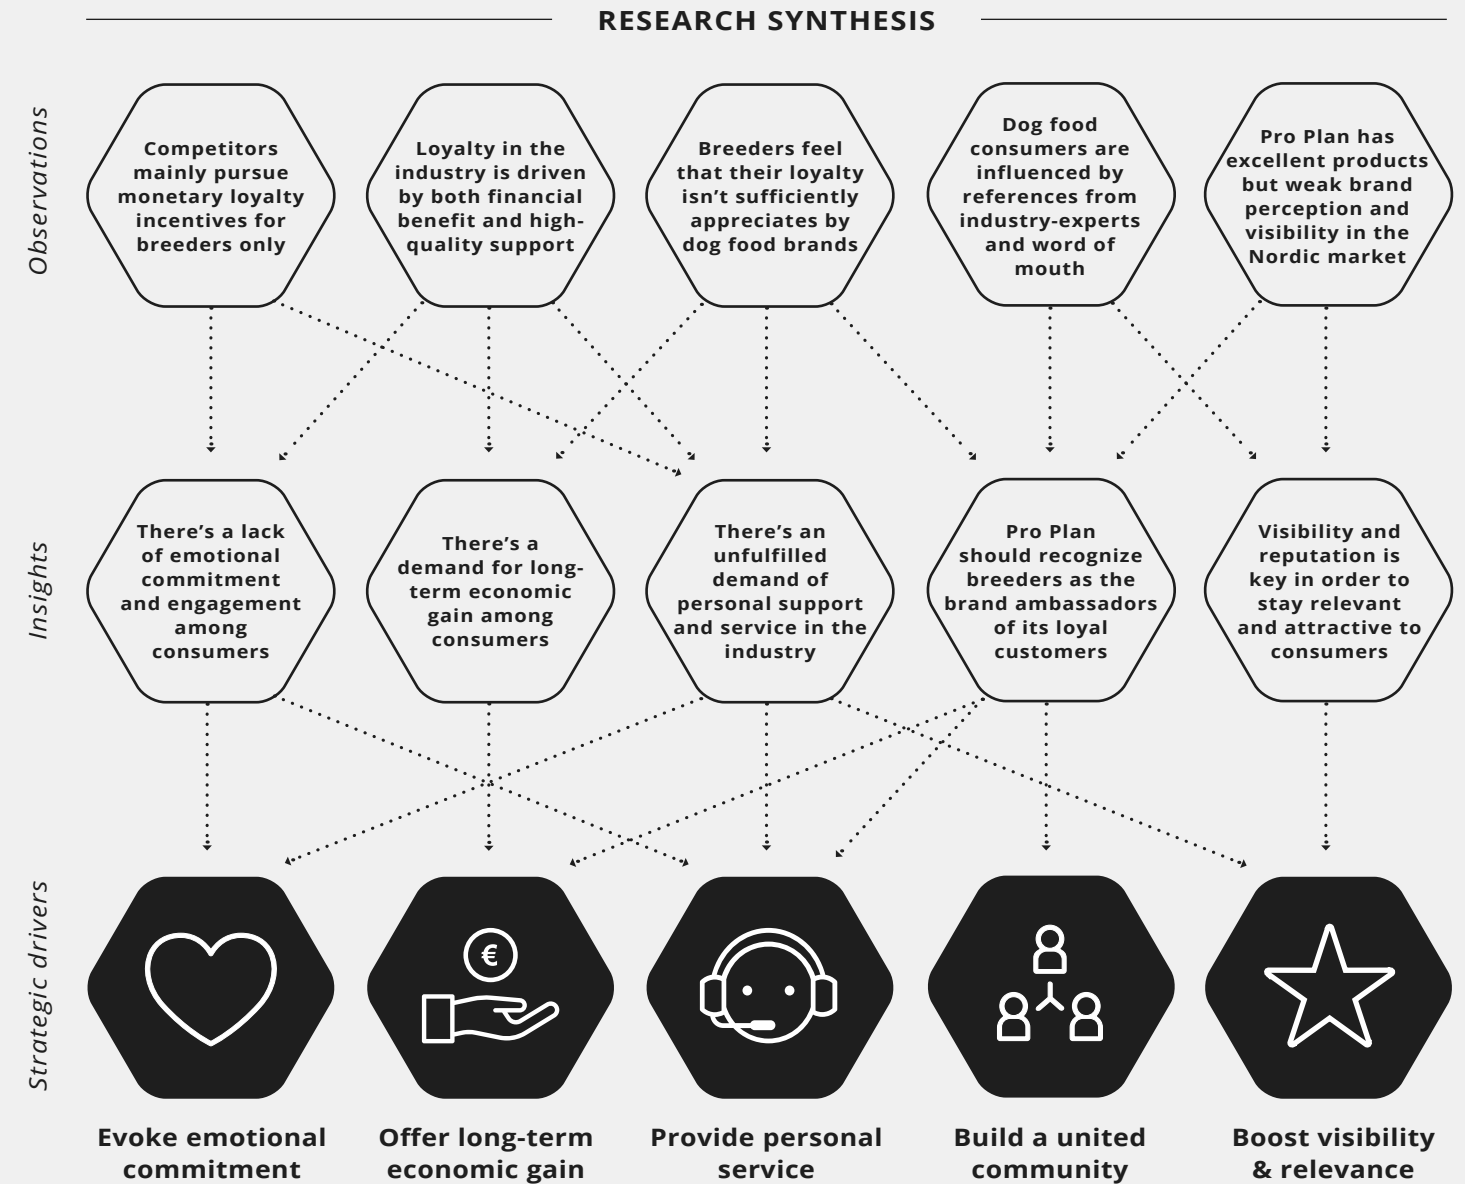 RESEARCH SYNTHESIS
Observations
Competitors
mainly pursue
monetary loyalty
incentives for
breeders only
Loyalty in the
industry is driven
by both financial
benefit and high-
quality support
Breeders feel
that their loyalty
isn’t sufficiently
appreciates by
dog food brands
Dog food
consumers are
influenced by
references from
industry-experts
and word of
mouth
Pro Plan has
excellent products
but weak brand
perception and
visibility in the
Nordic market
Insights
There’s a lack
of emotional
commitment
and engagement
among
consumers
There’s a
demand for long-
term economic
gain among
consumers
There’s an
unfulfilled
demand of
personal support
and service in the
industry
Pro Plan
should recognize
breeders as the
brand ambassadors
of its loyal
customers
Visibility and
reputation is
key in order to
stay relevant
and attractive to
consumers
Strategic drivers
€
Evoke emotional
commitment
Offer long-term
economic gain
Provide personal
service
Build a united
community
Boost visibility
& relevance